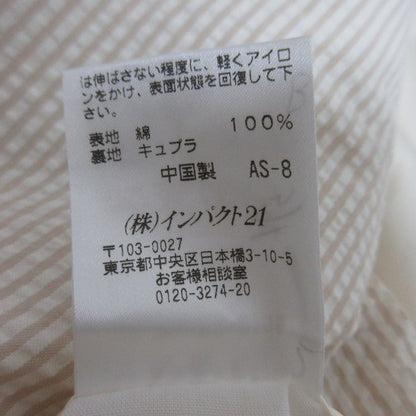 は伸ばさない程度に、軽くアイロ
ンをかけ、表面状態を回復して下
さい。
表地 綿 100%
裏地 キュプラ
中国製 AS-8
(株)インパクト21
〒103-0027
東京都中央区日本橋3-10-5
お客様相談室
0120-3274-20